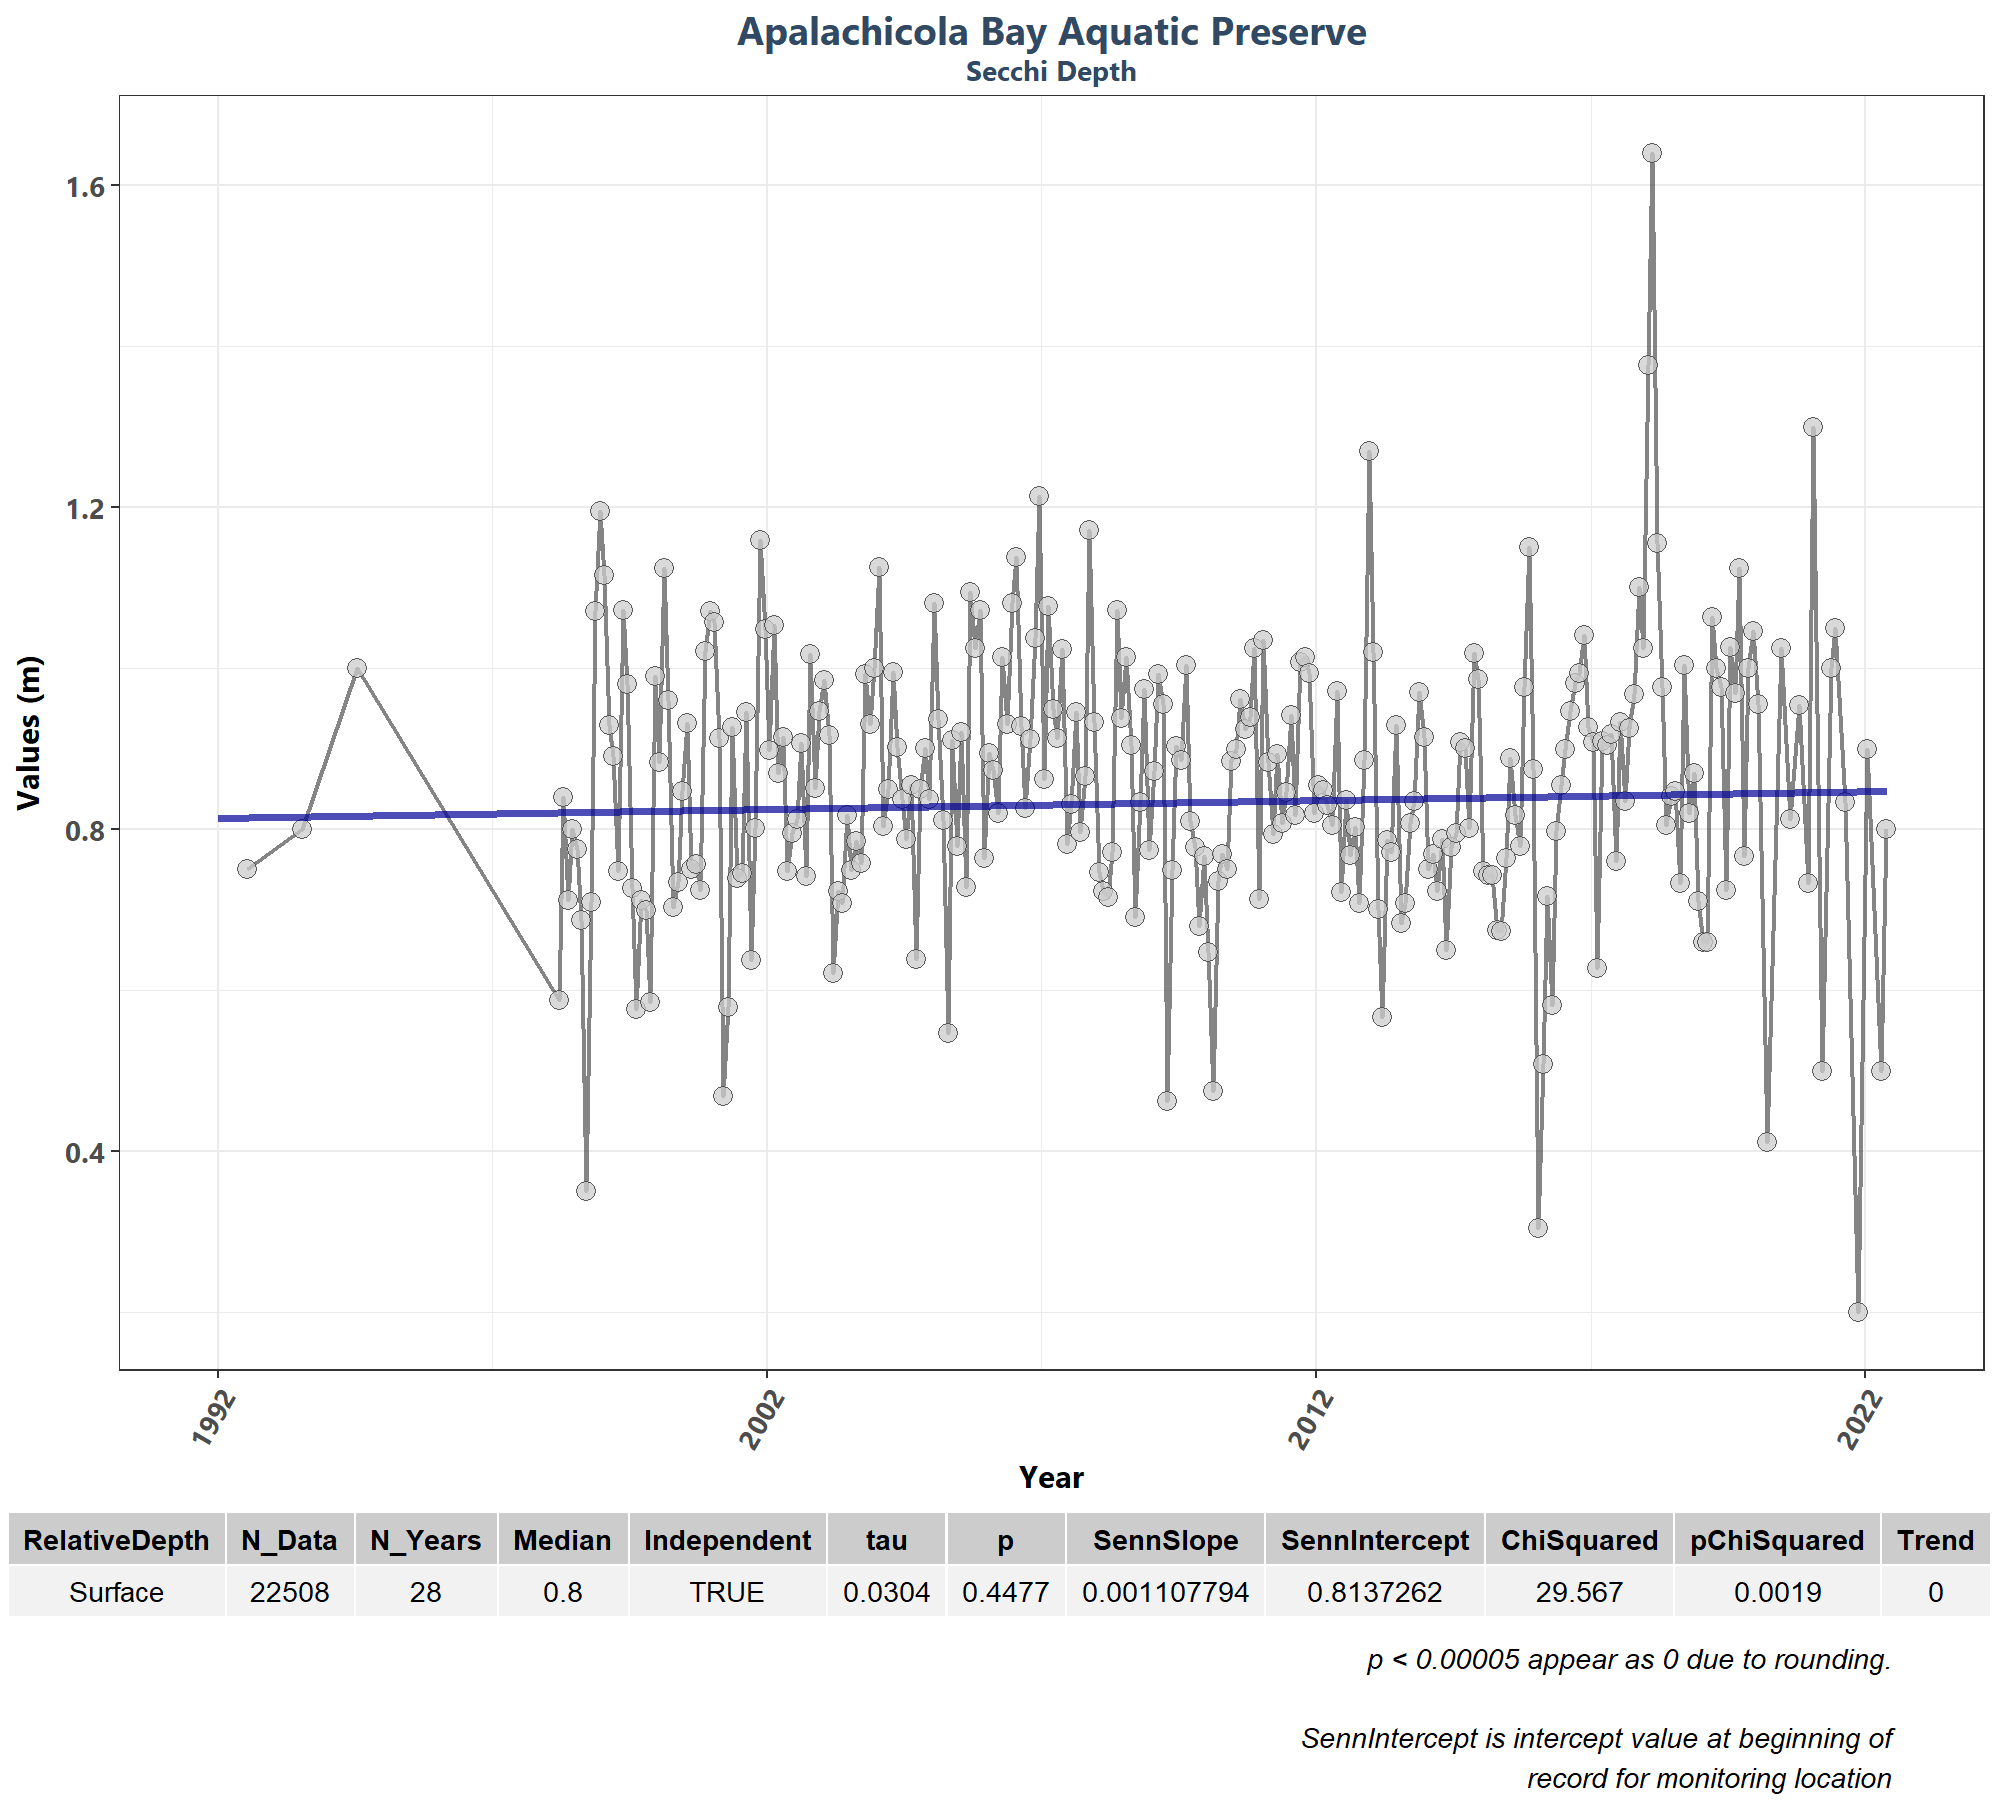 Apalachicola Bay Aquatic Preserve
Secchi Depth
Values (m)
1.6
1.2
0.8
0.4
1992
2002
2012
2022
Year
RelativeDepth N_Data N_Years Median Independent tau p SennSlope SennIntercept ChiSquared pChiSquared Trend
Surface 22508 28 0.8 TRUE 0.0304 0.4477 0.001107794 0.8137262 29.567 0.0019 0
p < 0.00005 appear as 0 due to rounding.
SennIntercept is intercept value at beginning of
record for monitoring location